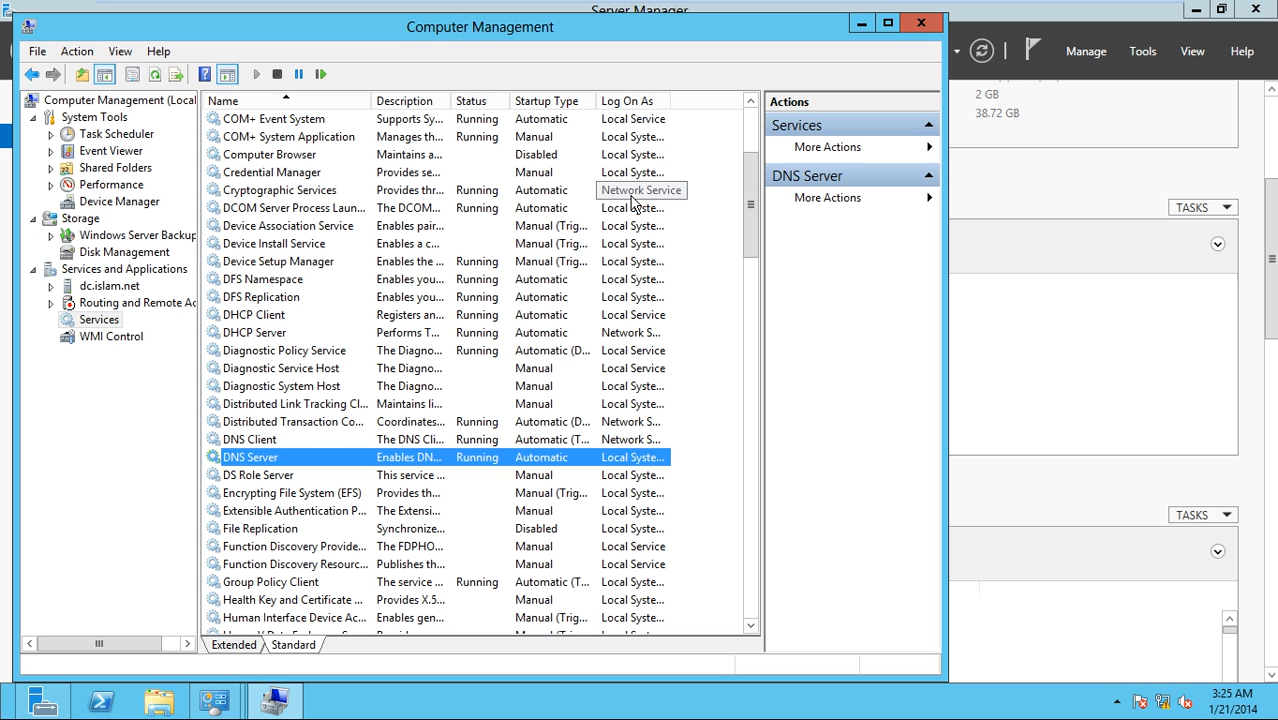 Server Manager
Computer Management
File Action View Help
Manage Tools View Help
2 GB
38.72 GB
TASKS
TASKS
Computer Management (Local
System Tools
Task Scheduler
Event Viewer
Shared Folders
Performance
Device Manager
Storage
Windows Server Backup
Disk Management
Services and Applications
dc.islam.net
Routing and Remote Ac
Services
WMI Control
Name Description Status Startup Type Log On As
COM+ Event System Supports Sy... Running Automatic Local Service
COM+ System Application Manages th... Running Manual Local Syste...
Computer Browser Maintains a... Disabled Local Syste...
Credential Manager Provides se... Manual Local Syste...
Cryptographic Services Provides thr... Running Automatic Network Service
DCOM Server Process Laun... The DCOM... Running Automatic Local Syste...
Device Association Service Enables pair... Manual (Trig... Local Syste...
Device Install Service Enables a c... Manual (Trig... Local Syste...
Device Setup Manager Enables the ... Running Manual (Trig... Local Syste...
DFS Namespace Enables you... Running Automatic Local Syste...
DFS Replication Enables you... Running Automatic Local Syste...
DHCP Client Registers an... Running Automatic Local Service
DHCP Server Performs T... Running Automatic Network S...
Diagnostic Policy Service The Diagno... Running Automatic (D... Local Service
Diagnostic Service Host The Diagno... Manual Local Service
Diagnostic System Host The Diagno... Manual Local Syste...
Distributed Link Tracking Cl... Maintains li... Manual Local Syste...
Distributed Transaction Co... Coordinates... Running Automatic (D... Network S...
DNS Client The DNS Cli... Running Automatic (T... Network S...
DNS Server Enables DN... Running Automatic Local Syste...
DS Role Server This service ... Manual Local Syste...
Encrypting File System (EFS) Provides th... Manual (Trig... Local Syste...
Extensible Authentication P... The Extensi... Manual Local Syste...
File Replication Synchronize... Disabled Local Syste...
Function Discovery Provide... The FDPHO... Manual Local Service
Function Discovery Resourc... Publishes th... Manual Local Service
Group Policy Client The service ... Running Automatic (T... Local Syste...
Health Key and Certificate ... Provides X.5... Manual Local Syste...
Human Interface Device Ac... Enables gen... Manual (Trig... Local Syste...
Extended Standard
Actions
Services
More Actions
DNS Server
More Actions
3:25 AM
1/21/2014